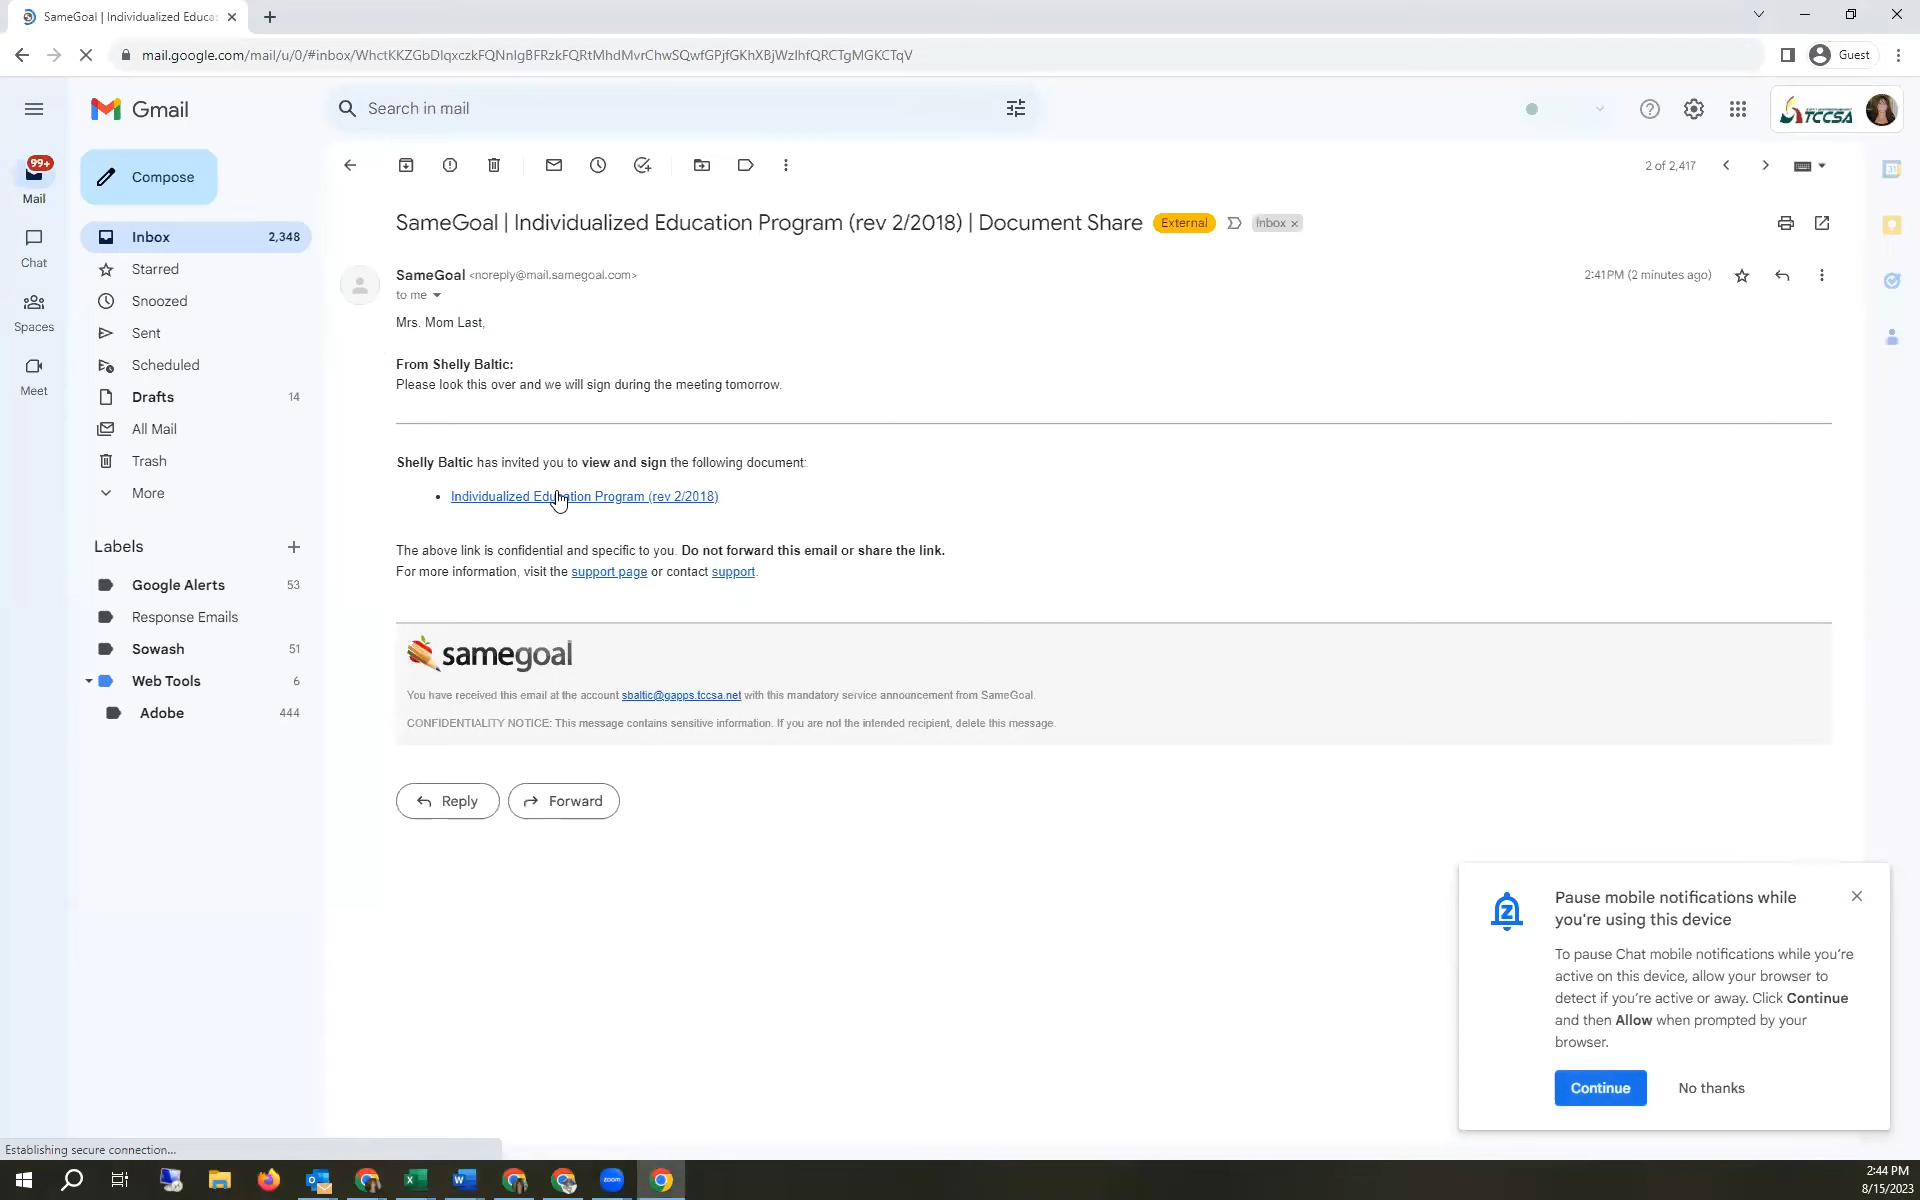 SameGoal | Individualized Educa
mail.google.com/mail/u/0/#inbox/WhctKKZGbDlqxczkFQNnlgBFRzkFQRtMhdMvrChwSQwfGPjfGKhXBjWzlhfQRCTgMGKCTqV
Guest
Gmail
Search in mail
TCCSA
99+
Mail
Chat
Spaces
Meet
Compose
Inbox 2,348
Starred
Snoozed
Sent
Scheduled
Drafts 14
All Mail
Trash
More
Labels
Google Alerts 53
Response Emails
Sowash 51
Web Tools 6
Adobe 444
2 of 2,417
SameGoal | Individualized Education Program (rev 2/2018) | Document Share External Inbox
SameGoal <noreply@mail.samegoal.com> 2:41 PM (2 minutes ago)
to me
Mrs. Mom Last,
From Shelly Baltic:
Please look this over and we will sign during the meeting tomorrow.
Shelly Baltic has invited you to view and sign the following document:
• Individualized Education Program (rev 2/2018)
The above link is confidential and specific to you. Do not forward this email or share the link.
For more information, visit the support page or contact support.
samegoal
You have received this email at the account sbaltic@gapps.tccsa.net with this mandatory service announcement from SameGoal.
CONFIDENTIALITY NOTICE: This message contains sensitive information. If you are not the intended recipient, delete this message.
Reply
Forward
Pause mobile notifications while
you're using this device
To pause Chat mobile notifications while you're
active on this device, allow your browser to
detect if you're active or away. Click Continue
and then Allow when prompted by your
browser.
Continue
No thanks
Establishing secure connection...
zoom
2:44 PM
8/15/2023